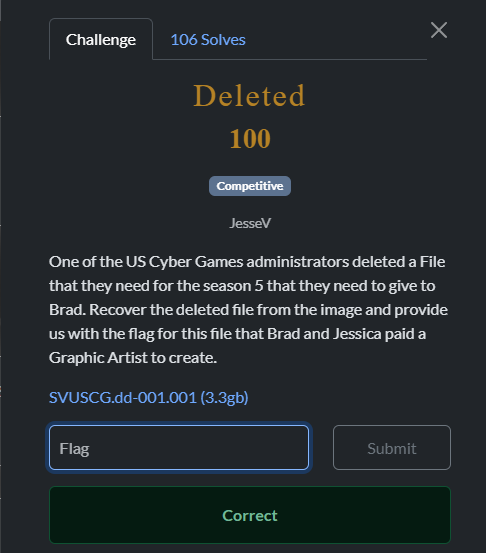 Challenge
106 Solves
Deleted
100
Competitive
JesseV
One of the US Cyber Games administrators deleted a File
that they need for the season 5 that they need to give to
Brad. Recover the deleted file from the image and provide
us with the flag for this file that Brad and Jessica paid a
Graphic Artist to create.
SVUSCG.dd-001.001 (3.3gb)
Flag
Submit
Correct